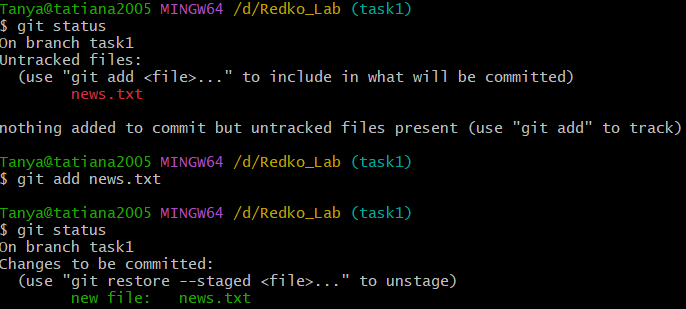 Tanya@tatiana2005 MINGW64 /d/Redko_Lab (task1)
$ git status
On branch task1
Untracked files:
  (use "git add <file>..." to include in what will be committed)
        news.txt

nothing added to commit but untracked files present (use "git add" to track)

Tanya@tatiana2005 MINGW64 /d/Redko_Lab (task1)
$ git add news.txt

Tanya@tatiana2005 MINGW64 /d/Redko_Lab (task1)
$ git status
On branch task1
Changes to be committed:
  (use "git restore --staged <file>..." to unstage)
        new file:   news.txt